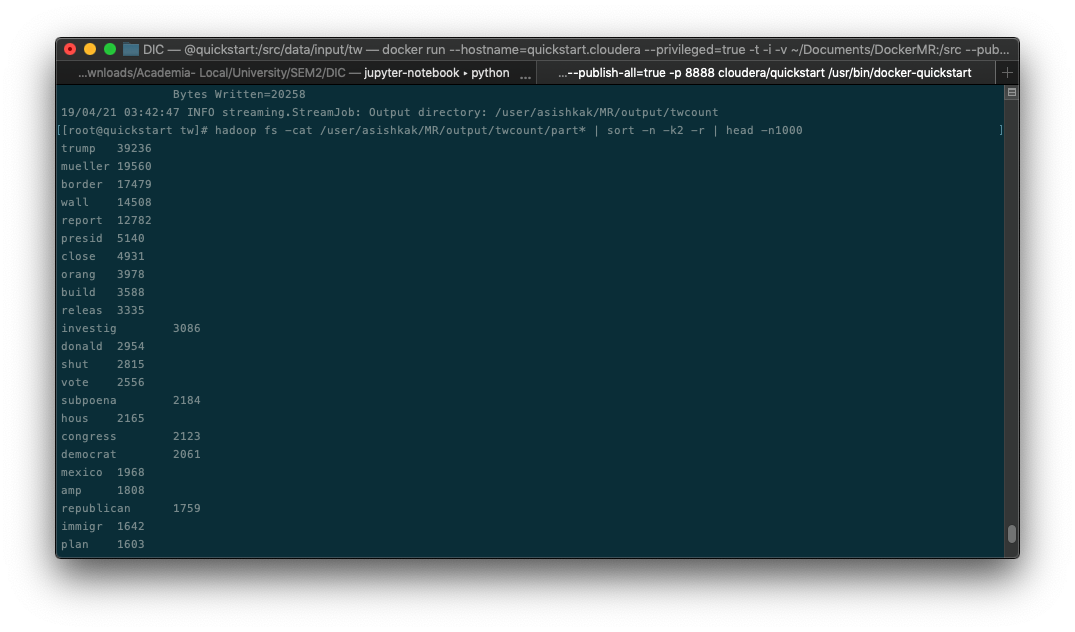 DIC — @quickstart:/src/data/input/tw — docker run --hostname=quickstart.cloudera --privileged=true -t -i -v ~/Documents/DockerMR:/src --pub...
...wnloads/Academia- Local/University/SEM2/DIC — jupyter-notebook ▸ python ...
...--publish-all=true -p 8888 cloudera/quickstart /usr/bin/docker-quickstart +
Bytes Written=20258
19/04/21 03:42:47 INFO streaming.StreamJob: Output directory: /user/asishkak/MR/output/twcount
[[root@quickstart tw]# hadoop fs -cat /user/asishkak/MR/output/twcount/part* | sort -n -k2 -r | head -n1000 ]
trump 39236
mueller 19560
border 17479
wall 14508
report 12782
presid 5140
close 4931
orang 3978
build 3588
releas 3335
investig 3086
donald 2954
shut 2815
vote 2556
subpoena 2184
hous 2165
congress 2123
democrat 2061
mexico 1968
amp 1808
republican 1759
immigr 1642
plan 1603